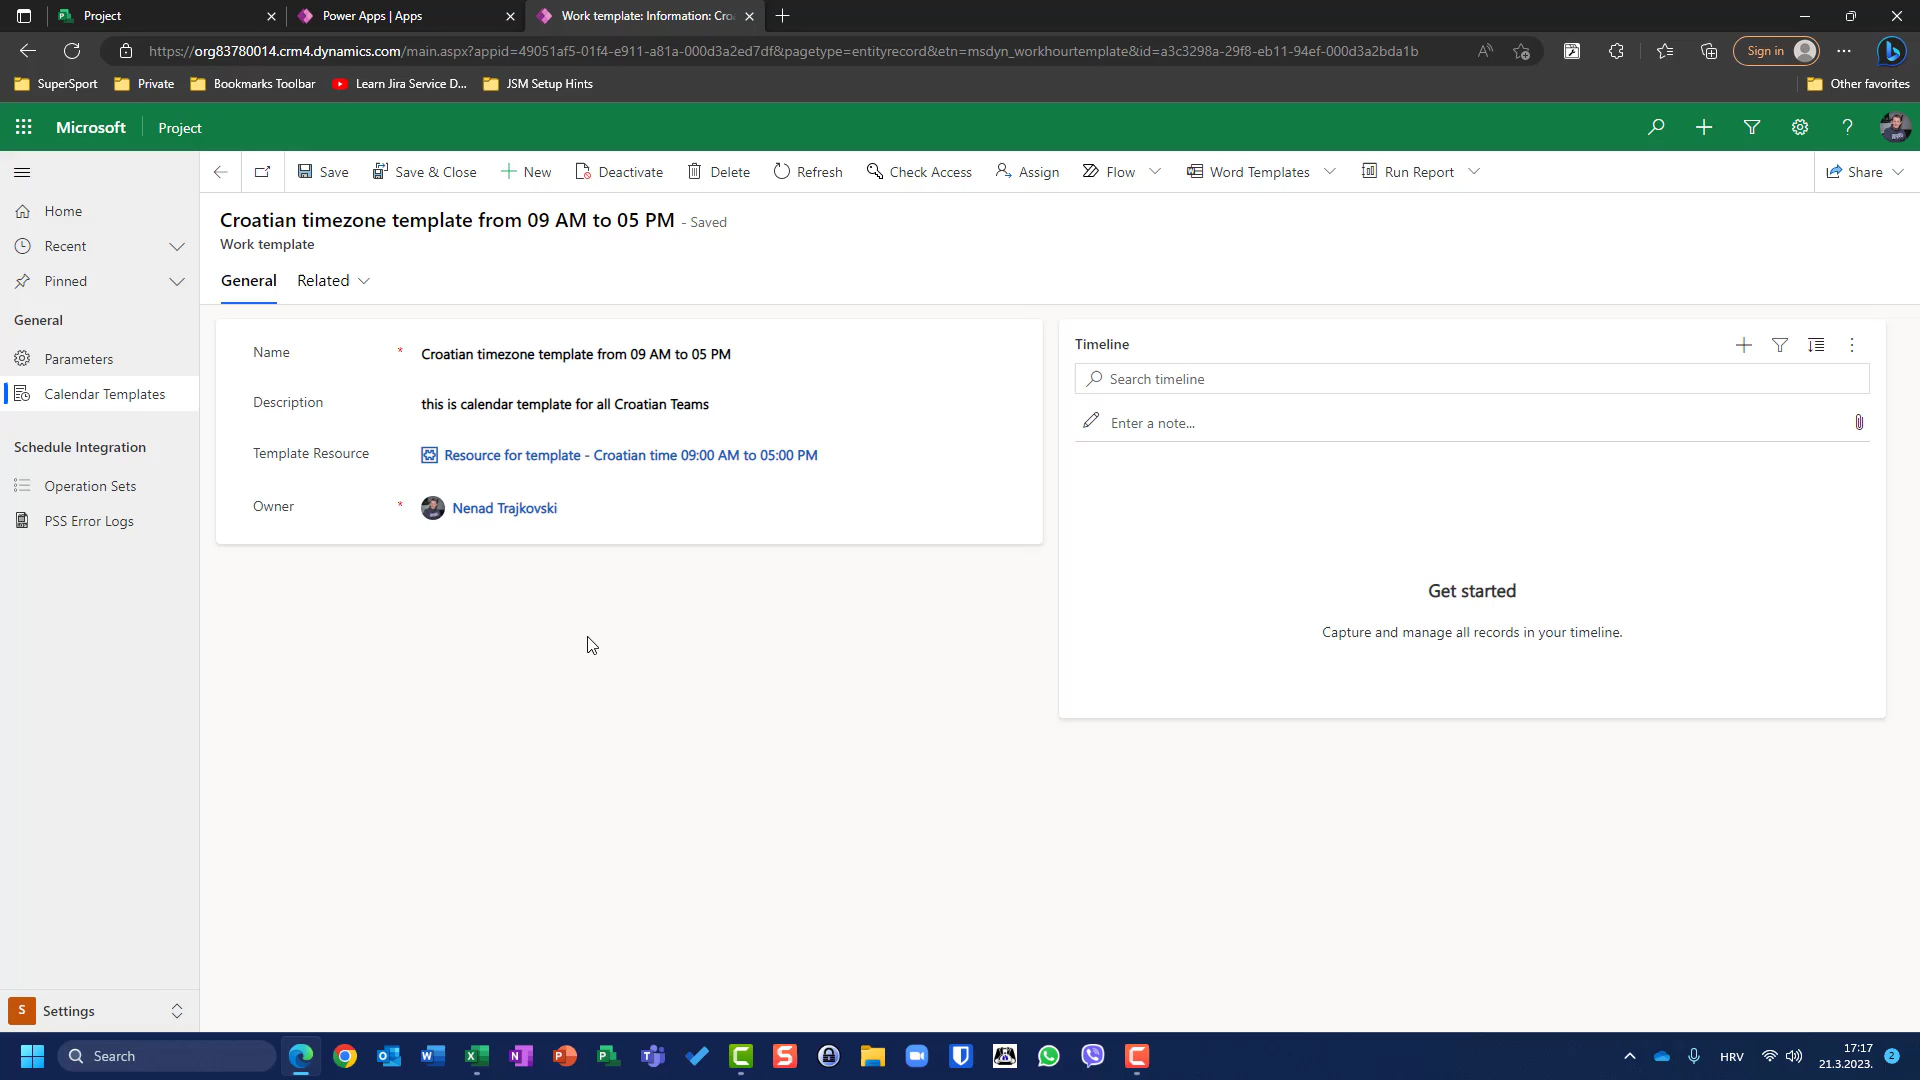 Project
Power Apps | Apps
Work template: Information: Cro
https://org83780014.crm4.dynamics.com/main.aspx?appid=49051af5-01f4-e911-a81a-000d3a2ed7df&pagetype=entityrecord&etn=msdyn_workhourtemplate&id=a3c3298a-29f8-eb11-94ef-000d3a2bda1b
Sign in
SuperSport
Private
Bookmarks Toolbar
Learn Jira Service D...
JSM Setup Hints
Other favorites
Microsoft
Project
Save
Save & Close
New
Deactivate
Delete
Refresh
Check Access
Assign
Flow
Word Templates
Run Report
Share
Home
Recent
Pinned
General
Parameters
Calendar Templates
Schedule Integration
Operation Sets
PSS Error Logs
S Settings
Croatian timezone template from 09 AM to 05 PM - Saved
Work template
General
Related
Name * Croatian timezone template from 09 AM to 05 PM
Description this is calendar template for all Croatian Teams
Template Resource Resource for template - Croatian time 09:00 AM to 05:00 PM
Owner * Nenad Trajkovski
Timeline
Search timeline
Enter a note...
Get started
Capture and manage all records in your timeline.
Search
HRV
17:17
21.3.2023.
2